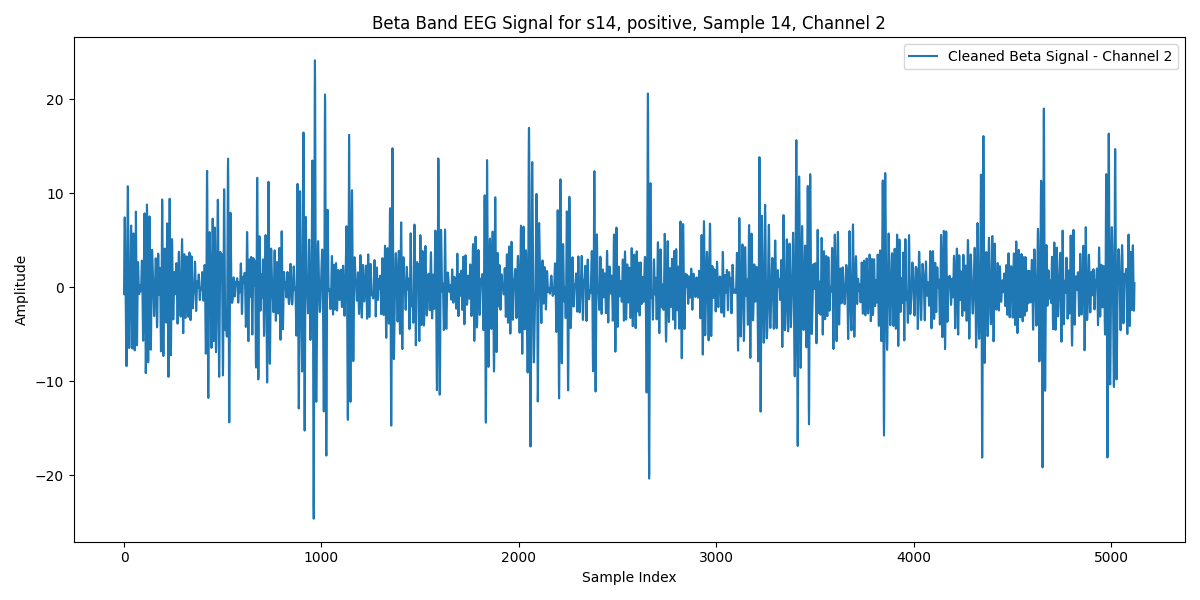 Beta Band EEG Signal for s14, positive, Sample 14, Channel 2
Cleaned Beta Signal - Channel 2
Amplitude
20
10
0
−10
−20
0 1000 2000 3000 4000 5000
Sample Index